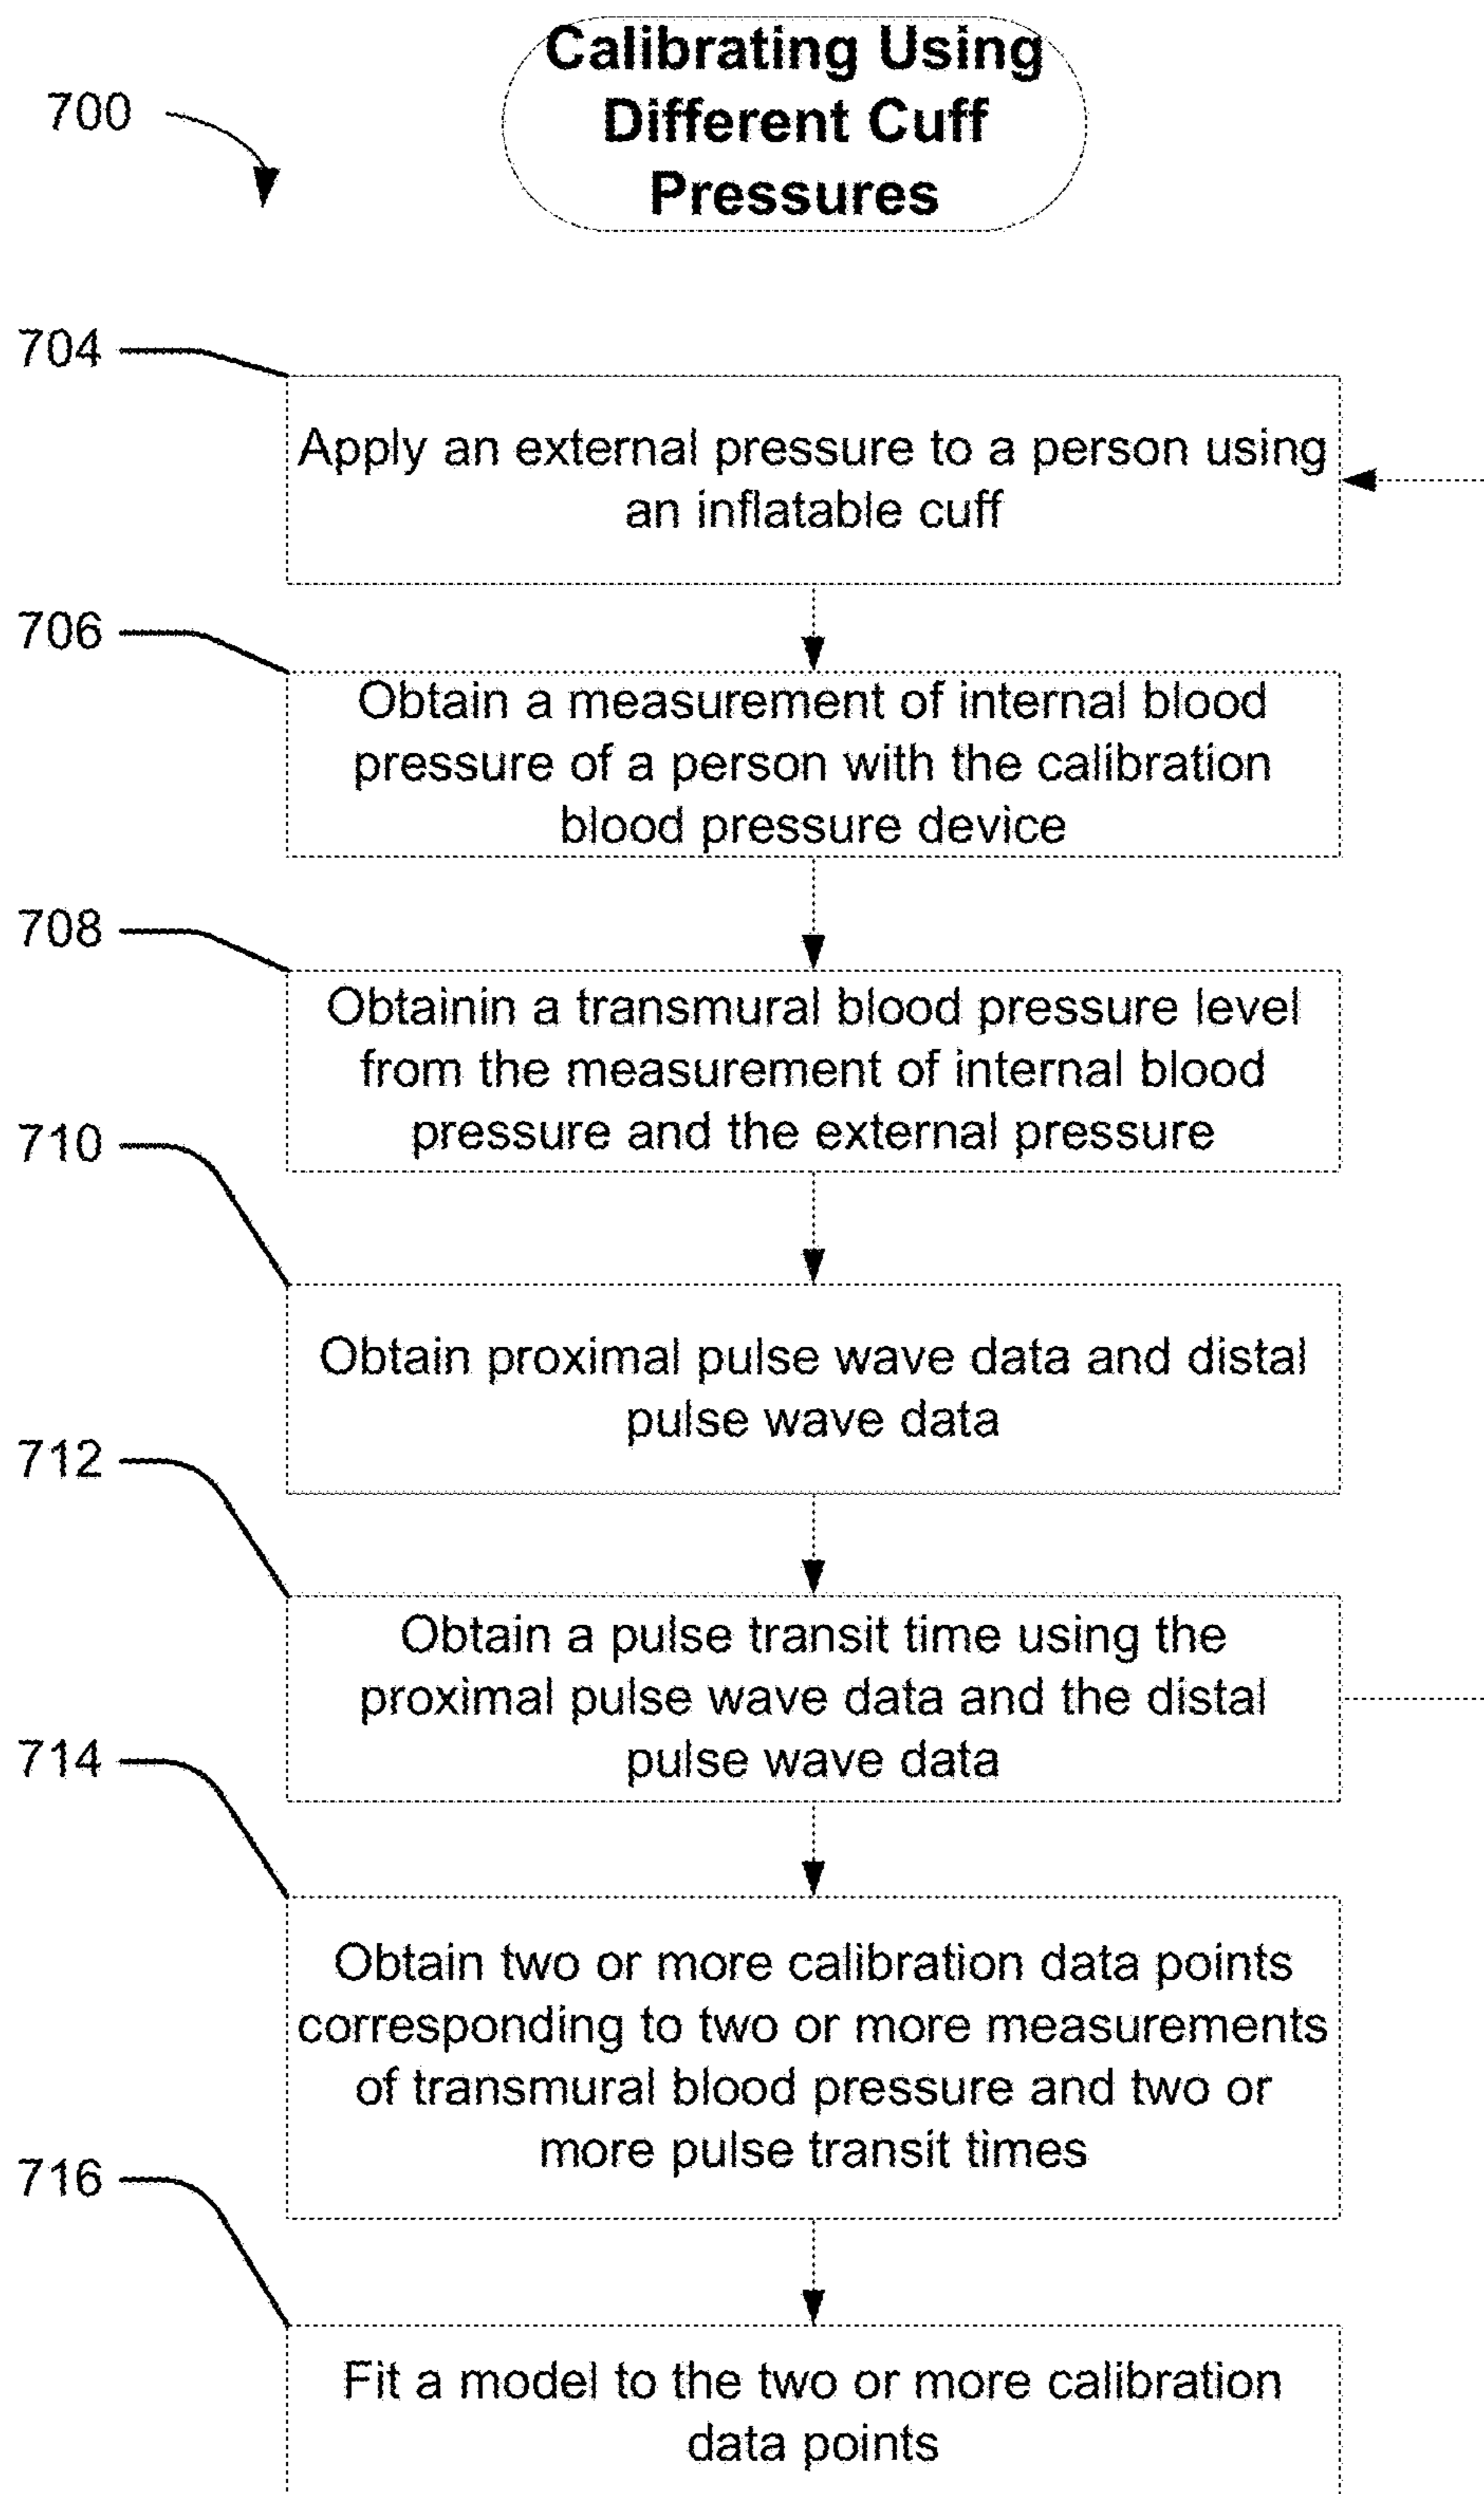 Calibrating Using
Different Cuff
Pressures
700
704
Apply an external pressure to a person using
an inflatable cuff
706
Obtain a measurement of internal blood
pressure of a person with the calibration
blood pressure device
708
Obtainin a transmural blood pressure level
from the measurement of internal blood
pressure and the external pressure
710
Obtain proximal pulse wave data and distal
pulse wave data
712
Obtain a pulse transit time using the
proximal pulse wave data and the distal
pulse wave data
714
Obtain two or more calibration data points
corresponding to two or more measurements
of transmural blood pressure and two or
more pulse transit times
716
Fit a model to the two or more calibration
data points